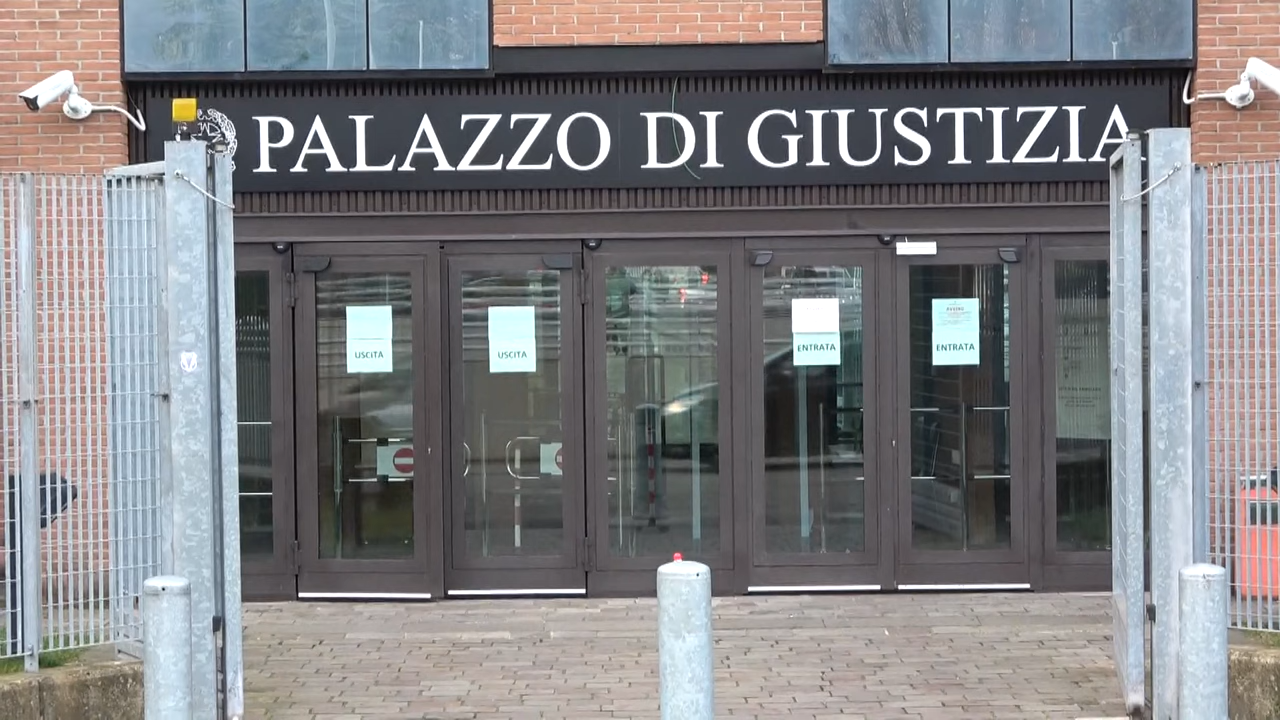 PALAZZO DI GIUSTIZIA
USCITA
USCITA
ENTRATA
ENTRATA